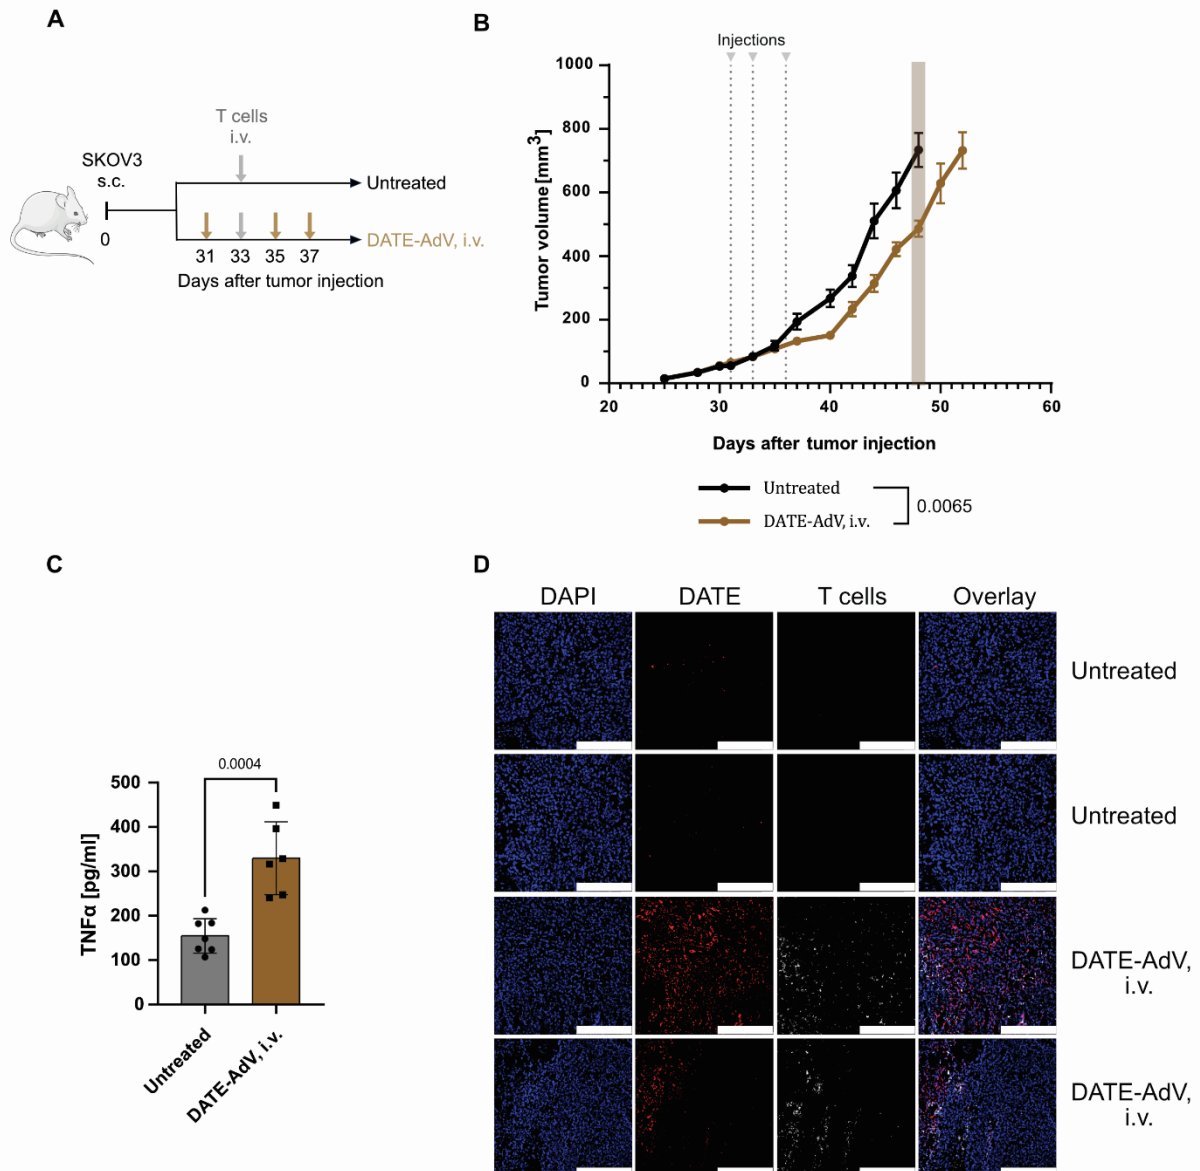 A
T cells
i.v.
SKOV3
s.c.
Untreated
0
31 33 35 37
DATE-AdV, i.v.
Days after tumor injection
B
Injections
Tumor volume [mm3]
1000
800
600
400
200
0
20 30 40 50 60
Days after tumor injection
Untreated
DATE-AdV, i.v.
0.0065
C
0.0004
TNFα [pg/ml]
500
400
300
200
100
0
Untreated
DATE-AdV, i.v.
D
DAPI DATE T cells Overlay
Untreated
Untreated
DATE-AdV,
i.v.
DATE-AdV,
i.v.